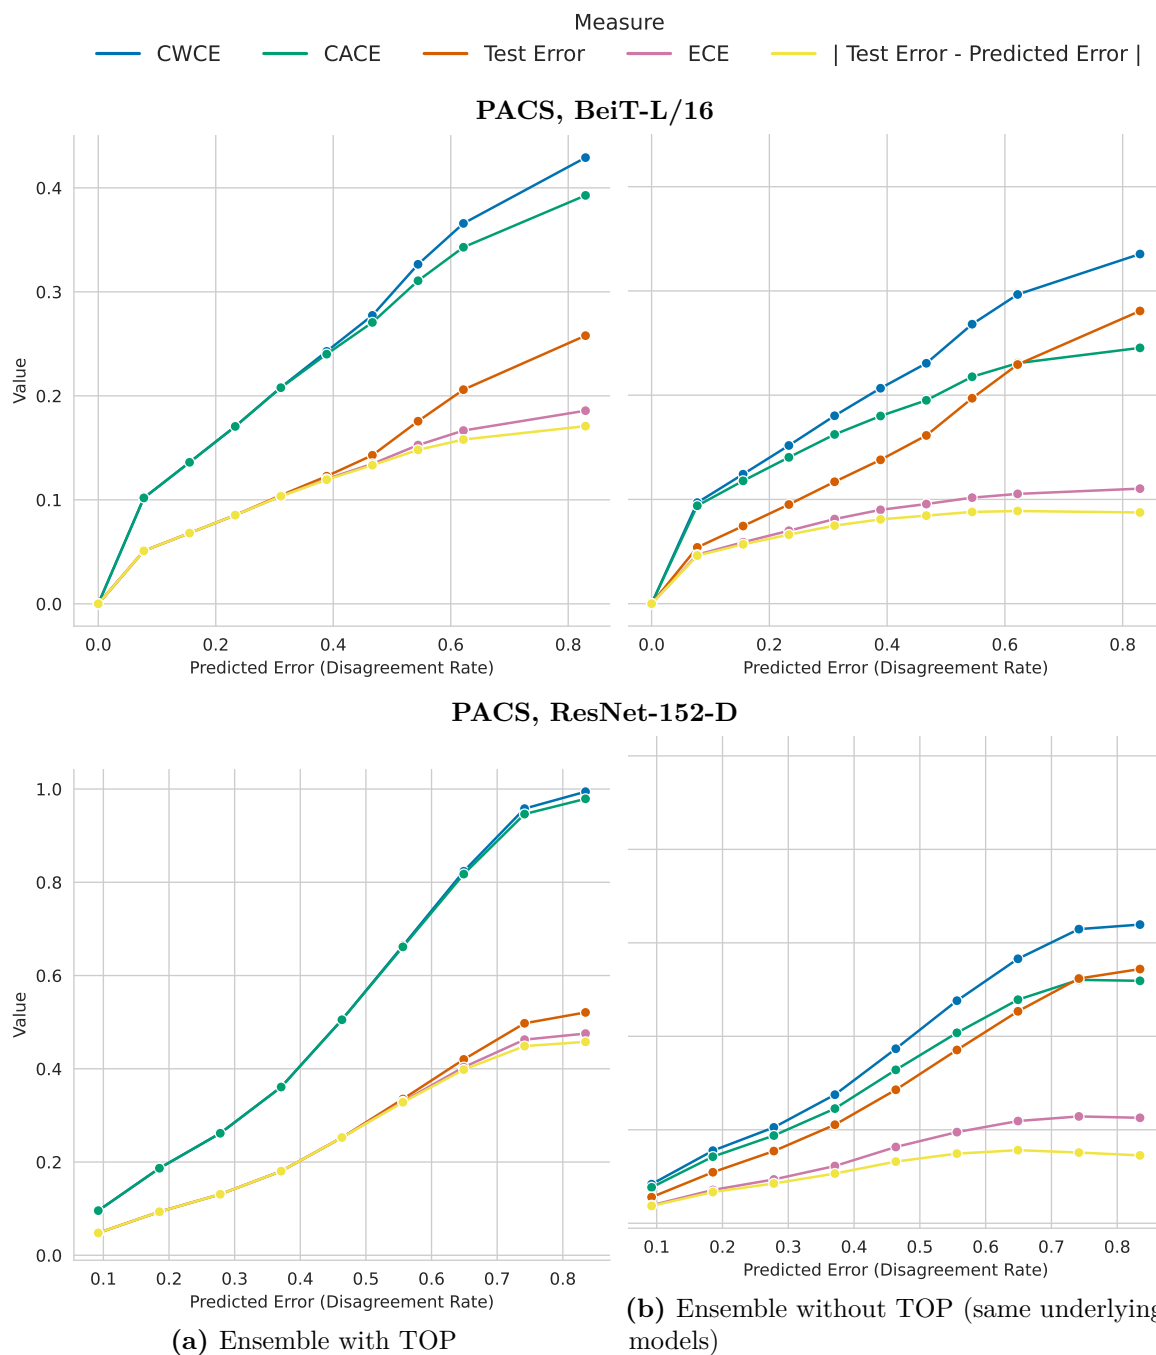 Measure
CWCE CACE Test Error ECE | Test Error - Predicted Error |
PACS, BeiT-L/16
Value
0.4
0.3
0.2
0.1
0.0
0.0 0.2 0.4 0.6 0.8
Predicted Error (Disagreement Rate)
0.0 0.2 0.4 0.6 0.8
Predicted Error (Disagreement Rate)
PACS, ResNet-152-D
Value
1.0
0.8
0.6
0.4
0.2
0.0
0.1 0.2 0.3 0.4 0.5 0.6 0.7 0.8
Predicted Error (Disagreement Rate)
(a) Ensemble with TOP
0.1 0.2 0.3 0.4 0.5 0.6 0.7 0.8
Predicted Error (Disagreement Rate)
(b) Ensemble without TOP (same underlying
models)